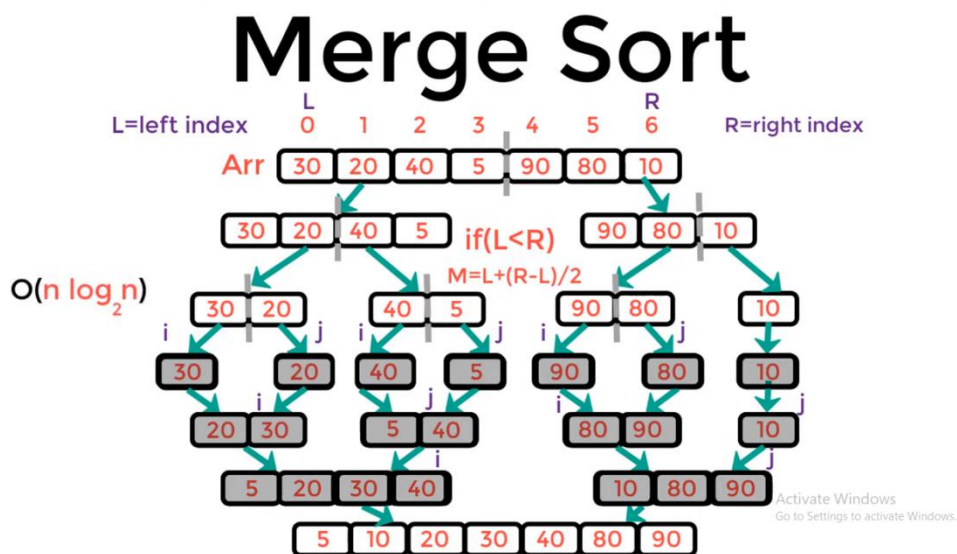 Merge Sort
L R
L=left index 0 1 2 3 4 5 6 R=right index
Arr 30 20 40 5 90 80 10
30 20 40 5 if(L<R) 90 80 10
M=L+(R-L)/2
O(n log₂n)
30 20 40 5 90 80 10
i j i j i j
30 20 40 5 90 80 10
i j i j
20 30 5 40 80 90 10
i j
5 20 30 40 10 80 90
Activate Windows
Go to Settings to activate Windows.
5 10 20 30 40 80 90